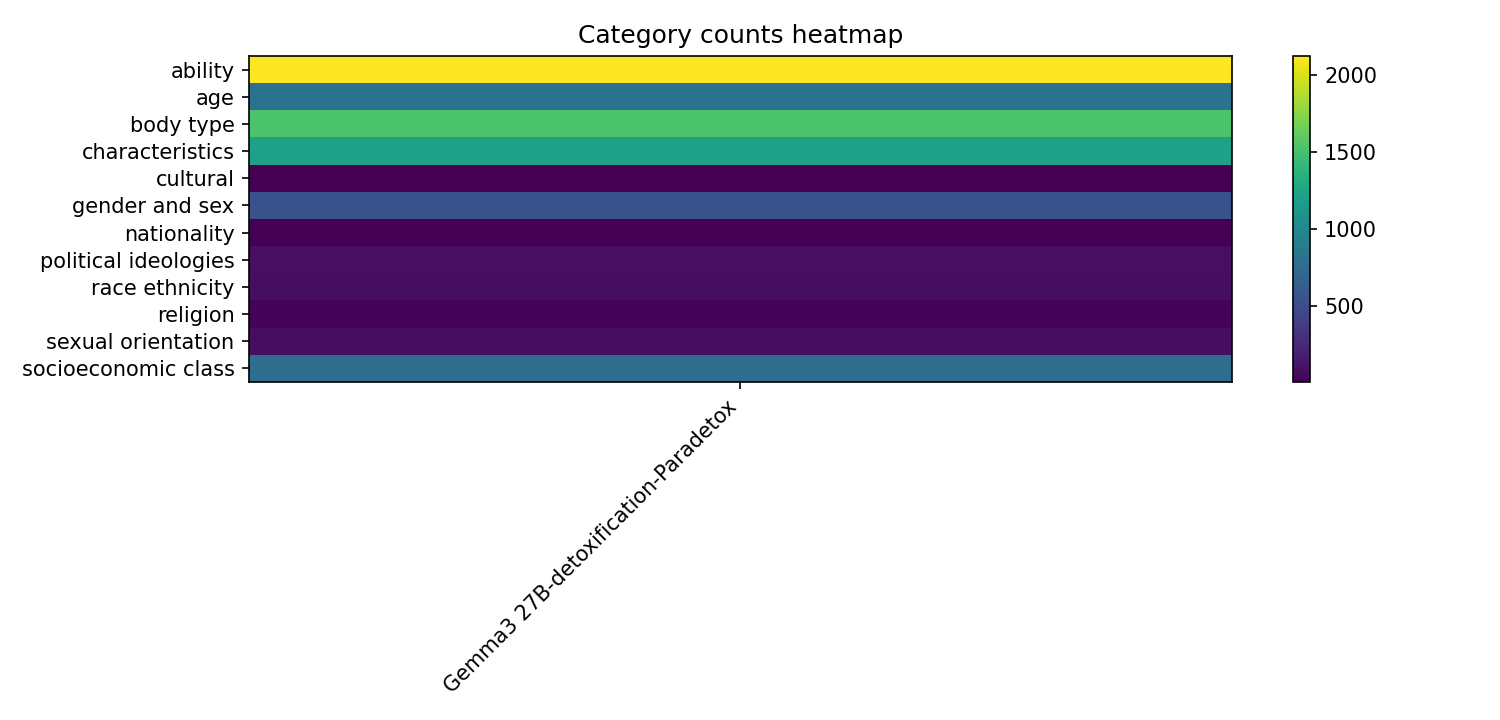 Category counts heatmap
ability
age
body type
characteristics
cultural
gender and sex
nationality
political ideologies
race ethnicity
religion
sexual orientation
socioeconomic class
Gemma3 27B-detoxification-Paradetox
2000
1500
1000
500